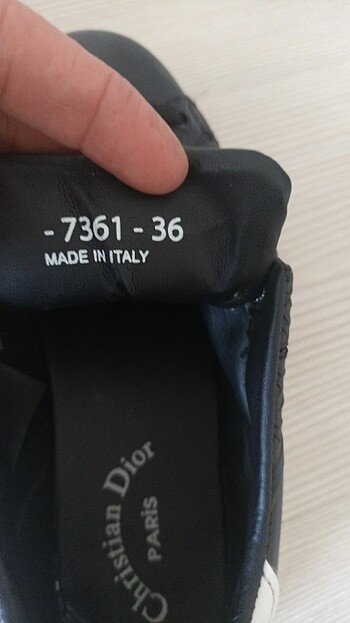 - 7361 - 36
MADE IN ITALY
Christian Dior
PARIS